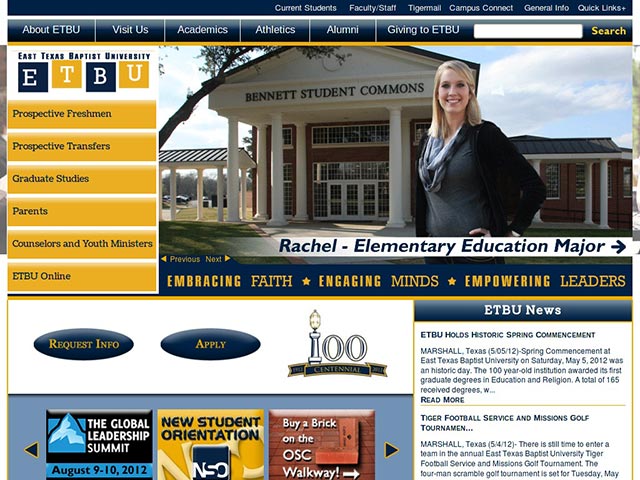 Current Students Faculty/Staff Tigermail Campus Connect General Info Quick Links+
About ETBU Visit Us Academics Athletics Alumni Giving to ETBU Search
East Texas Baptist University
ETBU
Prospective Freshmen
Prospective Transfers
Graduate Studies
Parents
Counselors and Youth Ministers
ETBU Online
BENNETT STUDENT COMMONS
Rachel - Elementary Education Major
Previous Next
EMBRACING FAITH ★ ENGAGING MINDS ★ EMPOWERING LEADERS
Request Info
Apply
100
1912 CENTENNIAL 2012
THE GLOBAL
LEADERSHIP
SUMMIT
August 9-10, 2012
NEW STUDENT
ORIENTATION
NSO
Buy a Brick
on the
OSC
Walkway!
ETBU News
ETBU Holds Historic Spring Commencement
MARSHALL, Texas (5/05/12)-Spring Commencement at
East Texas Baptist University on Saturday, May 5, 2012 was
an historic day. The 100 year-old institution awarded its first
graduate degrees in Education and Religion. A total of 165
received degrees, w...
Read More
Tiger Football Service and Missions Golf
Tournamen...
MARSHALL, Texas (5/4/12)- There is still time to enter a
team in the annual East Texas Baptist University Tiger
Football Service and Missions Golf Tournament. The
four-man scramble golf tournament is set for Tuesday, May